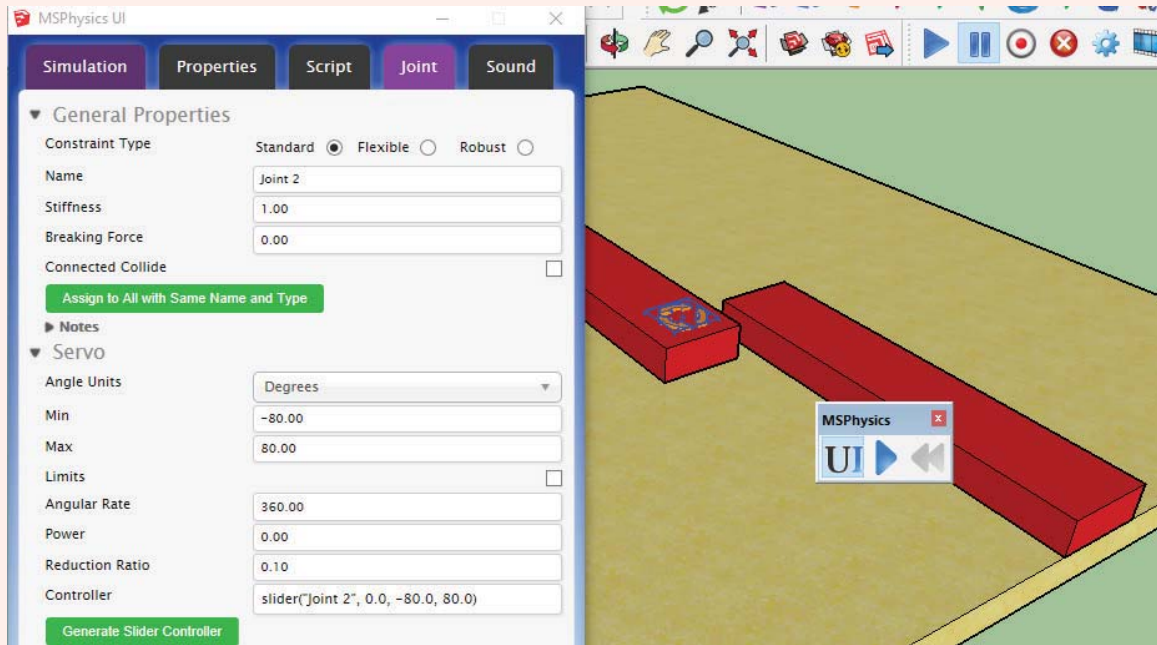 MSPhysics UI
Simulation Properties Script Joint Sound
General Properties
Constraint Type Standard Flexible Robust
Name Joint 2
Stiffness 1.00
Breaking Force 0.00
Connected Collide
Assign to All with Same Name and Type
Notes
Servo
Angle Units Degrees
Min -80.00
Max 80.00
Limits
Angular Rate 360.00
Power 0.00
Reduction Ratio 0.10
Controller slider("Joint 2", 0.0, -80.0, 80.0)
Generate Slider Controller
MSPhysics
UI